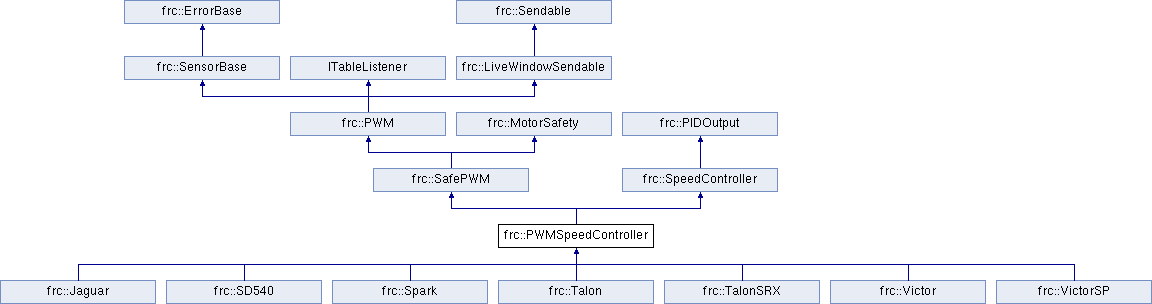 frc::ErrorBase frc::Sendable
frc::SensorBase ITableListener frc::LiveWindowSendable
frc::PWM frc::MotorSafety frc::PIDOutput
frc::SafePWM frc::SpeedController
frc::PWMSpeedController
frc::Jaguar frc::SD540 frc::Spark frc::Talon frc::TalonSRX frc::Victor frc::VictorSP